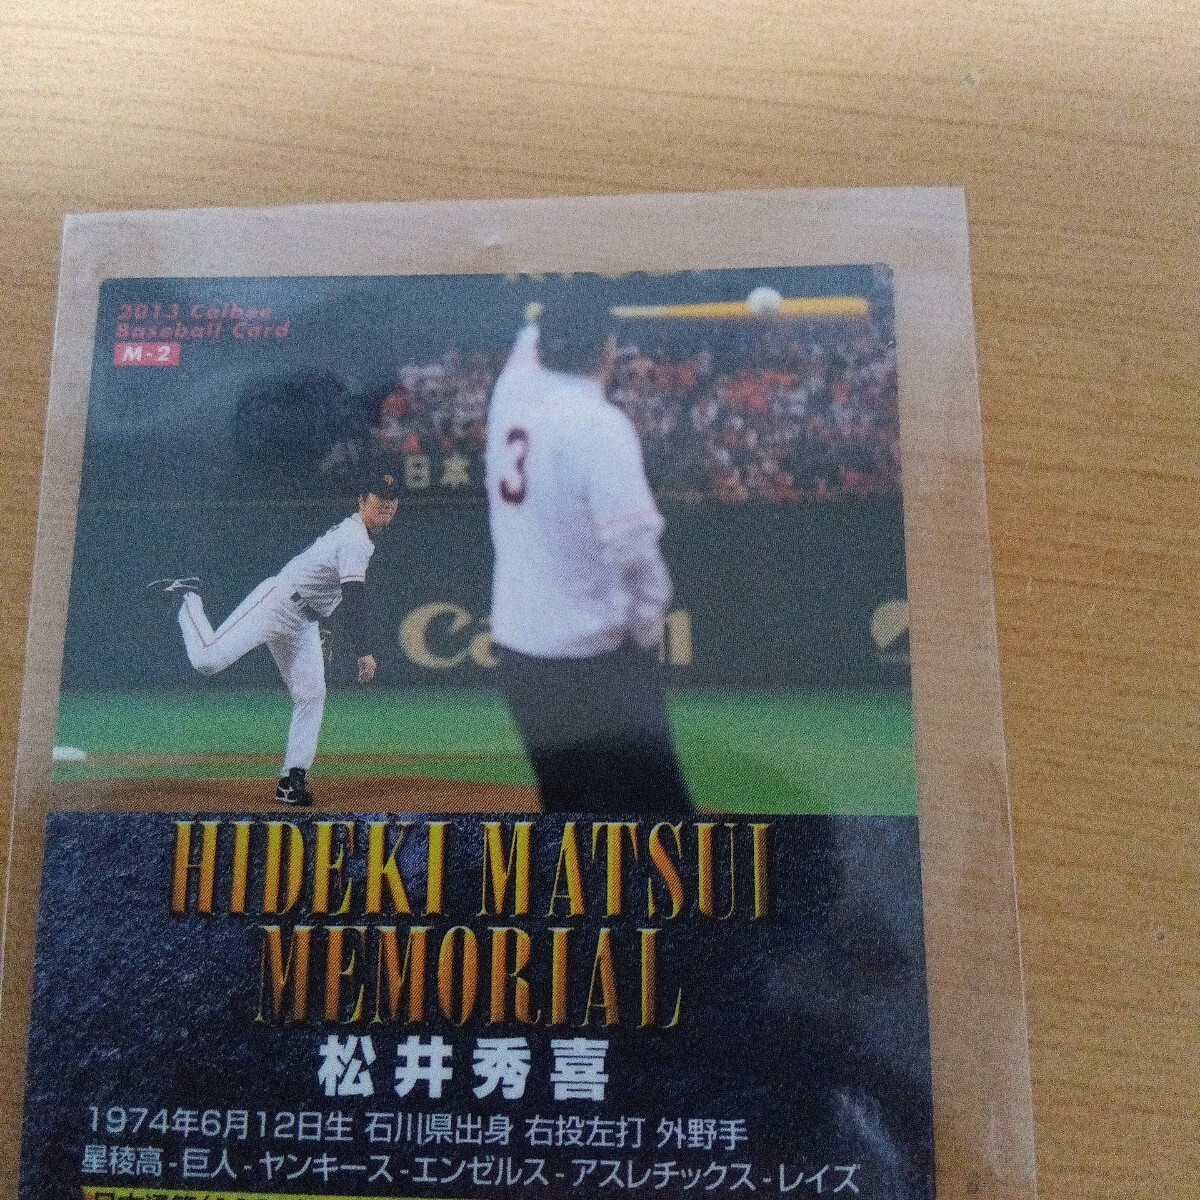 2013 Calbee
Baseball Card
M-2
日本
3
HIDEKI MATSUI
MEMORIAL
松井秀喜
1974年6月12日生 石川県出身 右投左打 外野手
星稜高-巨人-ヤンキース-エンゼルス-アスレチックス-レイズ